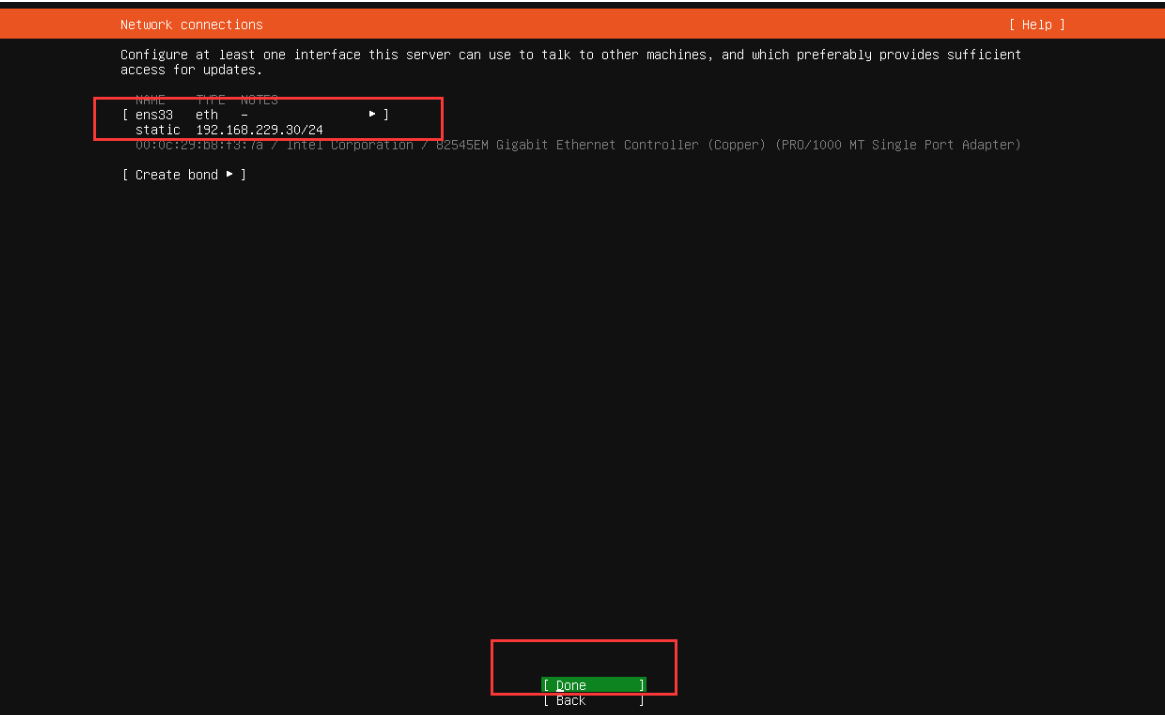 Network connections [ Help ]
Configure at least one interface this server can use to talk to other machines, and which preferably provides sufficient
access for updates.
NAME TYPE NOTES
[ ens33 eth - ▸ ]
static 192.168.229.30/24
00:0c:29:b8:f3:7a / Intel Corporation / 82545EM Gigabit Ethernet Controller (Copper) (PRO/1000 MT Single Port Adapter)
[ Create bond ▸ ]
[ Done ]
[ Back ]